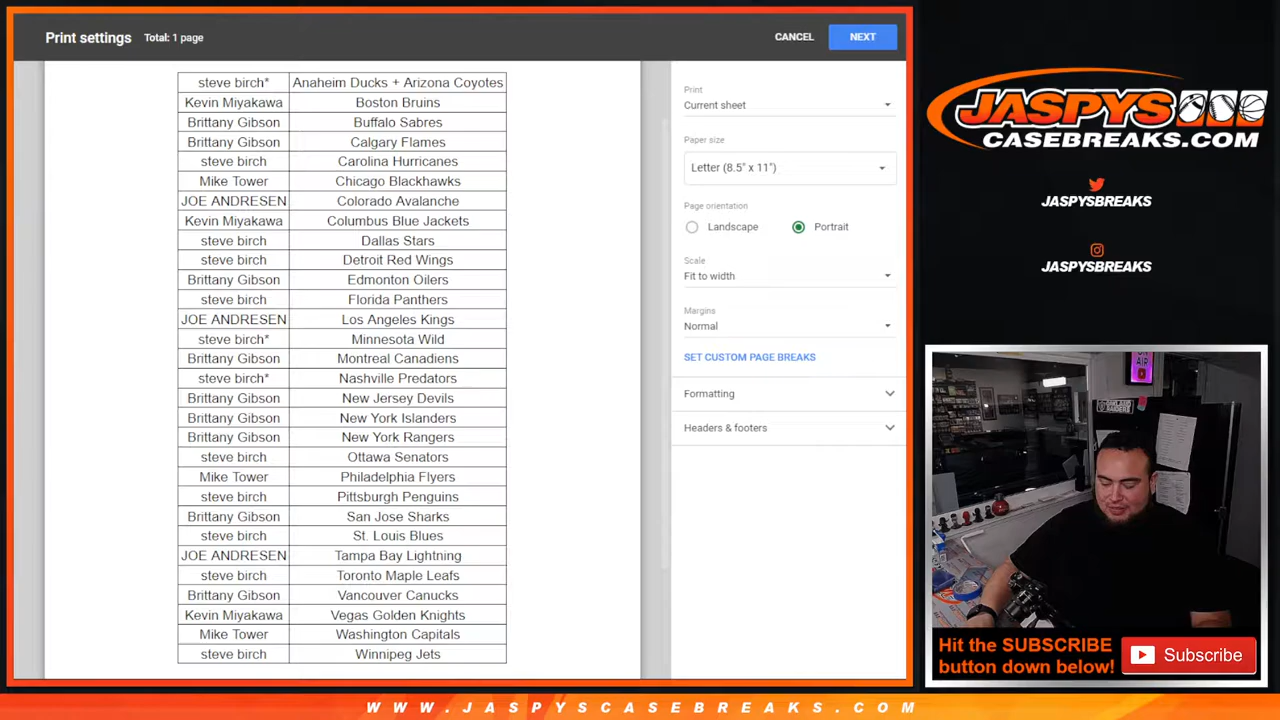 Print settings Total: 1 page CANCEL NEXT
steve birch* Anaheim Ducks + Arizona Coyotes
Kevin Miyakawa Boston Bruins
Brittany Gibson Buffalo Sabres
Brittany Gibson Calgary Flames
steve birch Carolina Hurricanes
Mike Tower Chicago Blackhawks
JOE ANDRESEN Colorado Avalanche
Kevin Miyakawa Columbus Blue Jackets
steve birch Dallas Stars
steve birch Detroit Red Wings
Brittany Gibson Edmonton Oilers
steve birch Florida Panthers
JOE ANDRESEN Los Angeles Kings
steve birch* Minnesota Wild
Brittany Gibson Montreal Canadiens
steve birch* Nashville Predators
Brittany Gibson New Jersey Devils
Brittany Gibson New York Islanders
Brittany Gibson New York Rangers
steve birch Ottawa Senators
Mike Tower Philadelphia Flyers
steve birch Pittsburgh Penguins
Brittany Gibson San Jose Sharks
steve birch St. Louis Blues
JOE ANDRESEN Tampa Bay Lightning
steve birch Toronto Maple Leafs
Brittany Gibson Vancouver Canucks
Kevin Miyakawa Vegas Golden Knights
Mike Tower Washington Capitals
steve birch Winnipeg Jets
Print
Current sheet
Paper size
Letter (8.5" x 11")
Page orientation
Landscape Portrait
Scale
Fit to width
Margins
Normal
SET CUSTOM PAGE BREAKS
Formatting
Headers & footers
JASPYS
CASEBREAKS.COM
JASPYSBREAKS
JASPYSBREAKS
ON
AIR
Hit the SUBSCRIBE
button down below!
Subscribe
WWW.JASPYSCASEBREAKS.COM